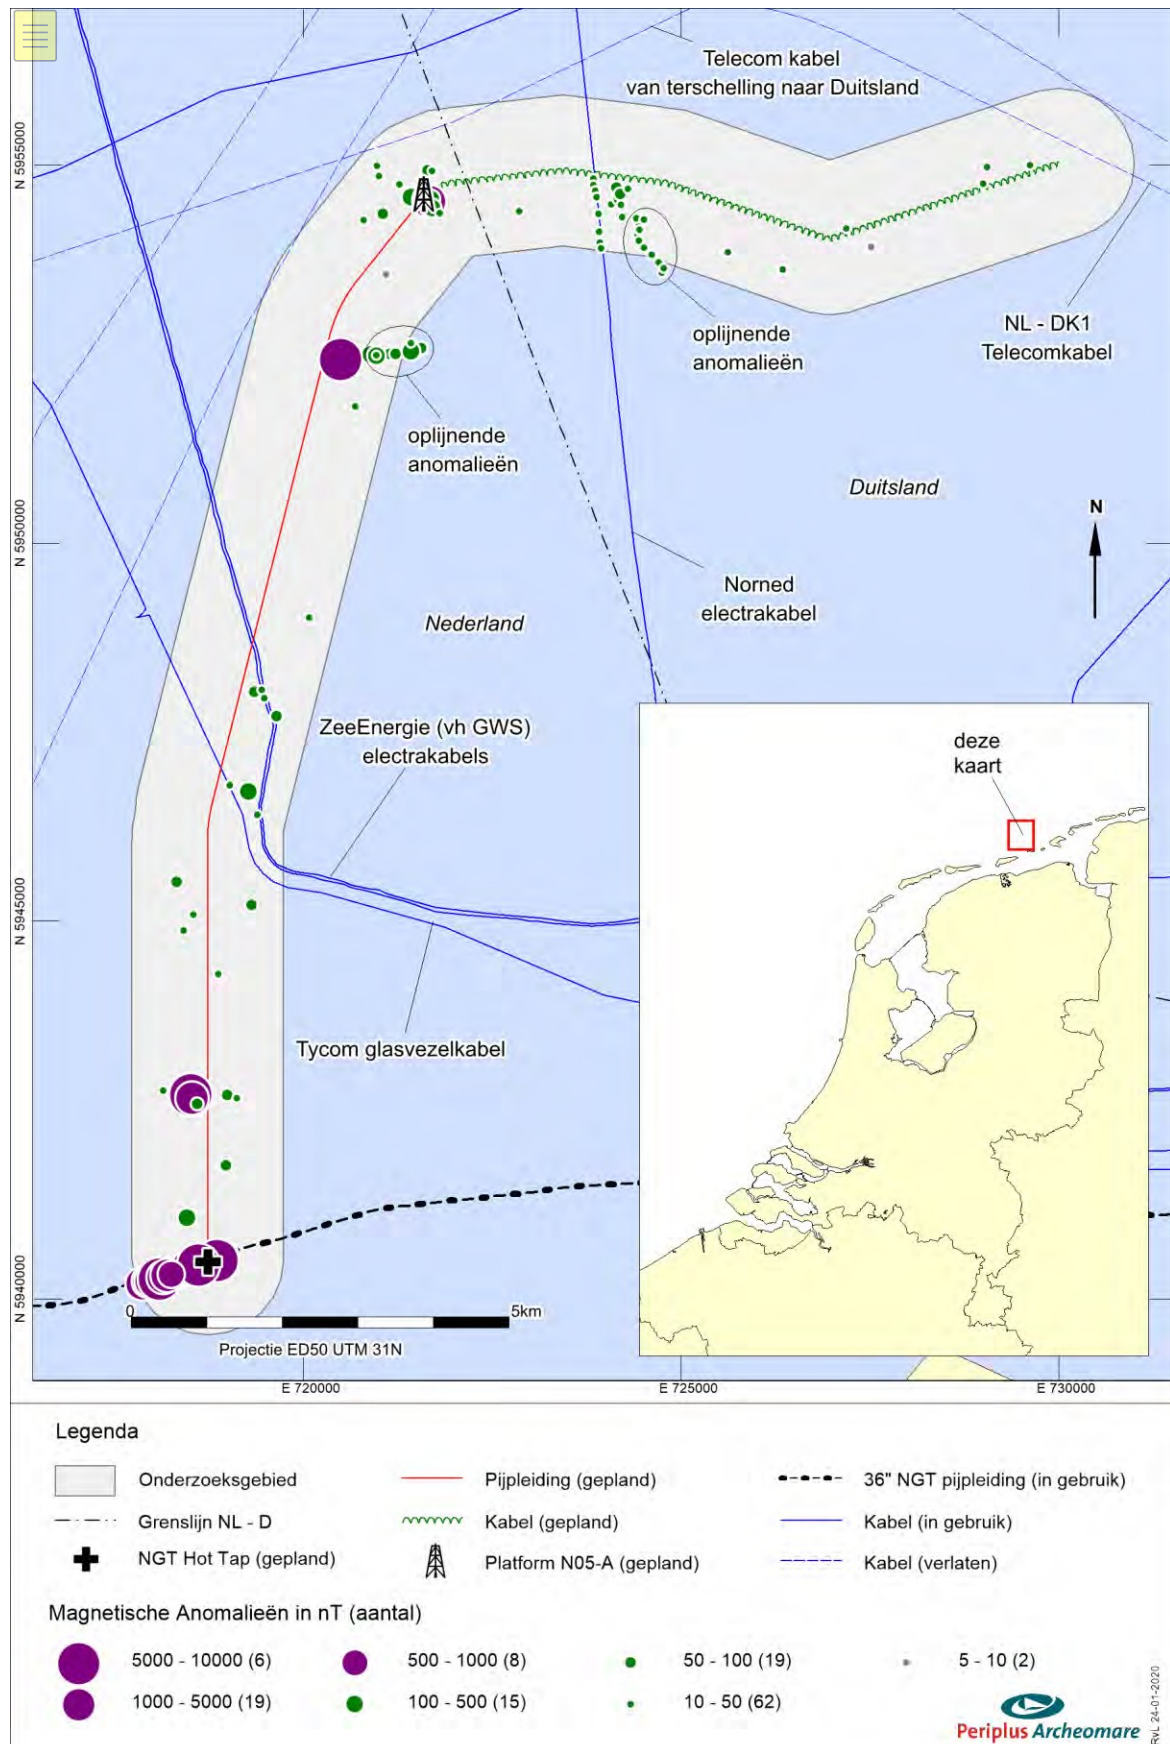 Telecom kabel
van terschelling naar Duitsland
N 5955000
NL - DK1
Telecomkabel
oplijnende
anomalieën
oplijnende
anomalieën
Duitsland
N
N 5950000
Norned
electrakabel
Nederland
ZeeEnergie (vh GWS)
electrakabels
deze
kaart
N 5945000
Tycom glasvezelkabel
N 5940000
0
5km
Projectie ED50 UTM 31N
E 720000
E 725000
E 730000
Legenda
Onderzoeksgebied
Pijpleiding (gepland)
36" NGT pijpleiding (in gebruik)
Grenslijn NL - D
Kabel (gepland)
Kabel (in gebruik)
NGT Hot Tap (gepland)
Platform N05-A (gepland)
Kabel (verlaten)
Magnetische Anomalieën in nT (aantal)
5000 - 10000 (6)
500 - 1000 (8)
50 - 100 (19)
5 - 10 (2)
1000 - 5000 (19)
100 - 500 (15)
10 - 50 (62)
Periplus Archeomare
RvL 24-01-2020